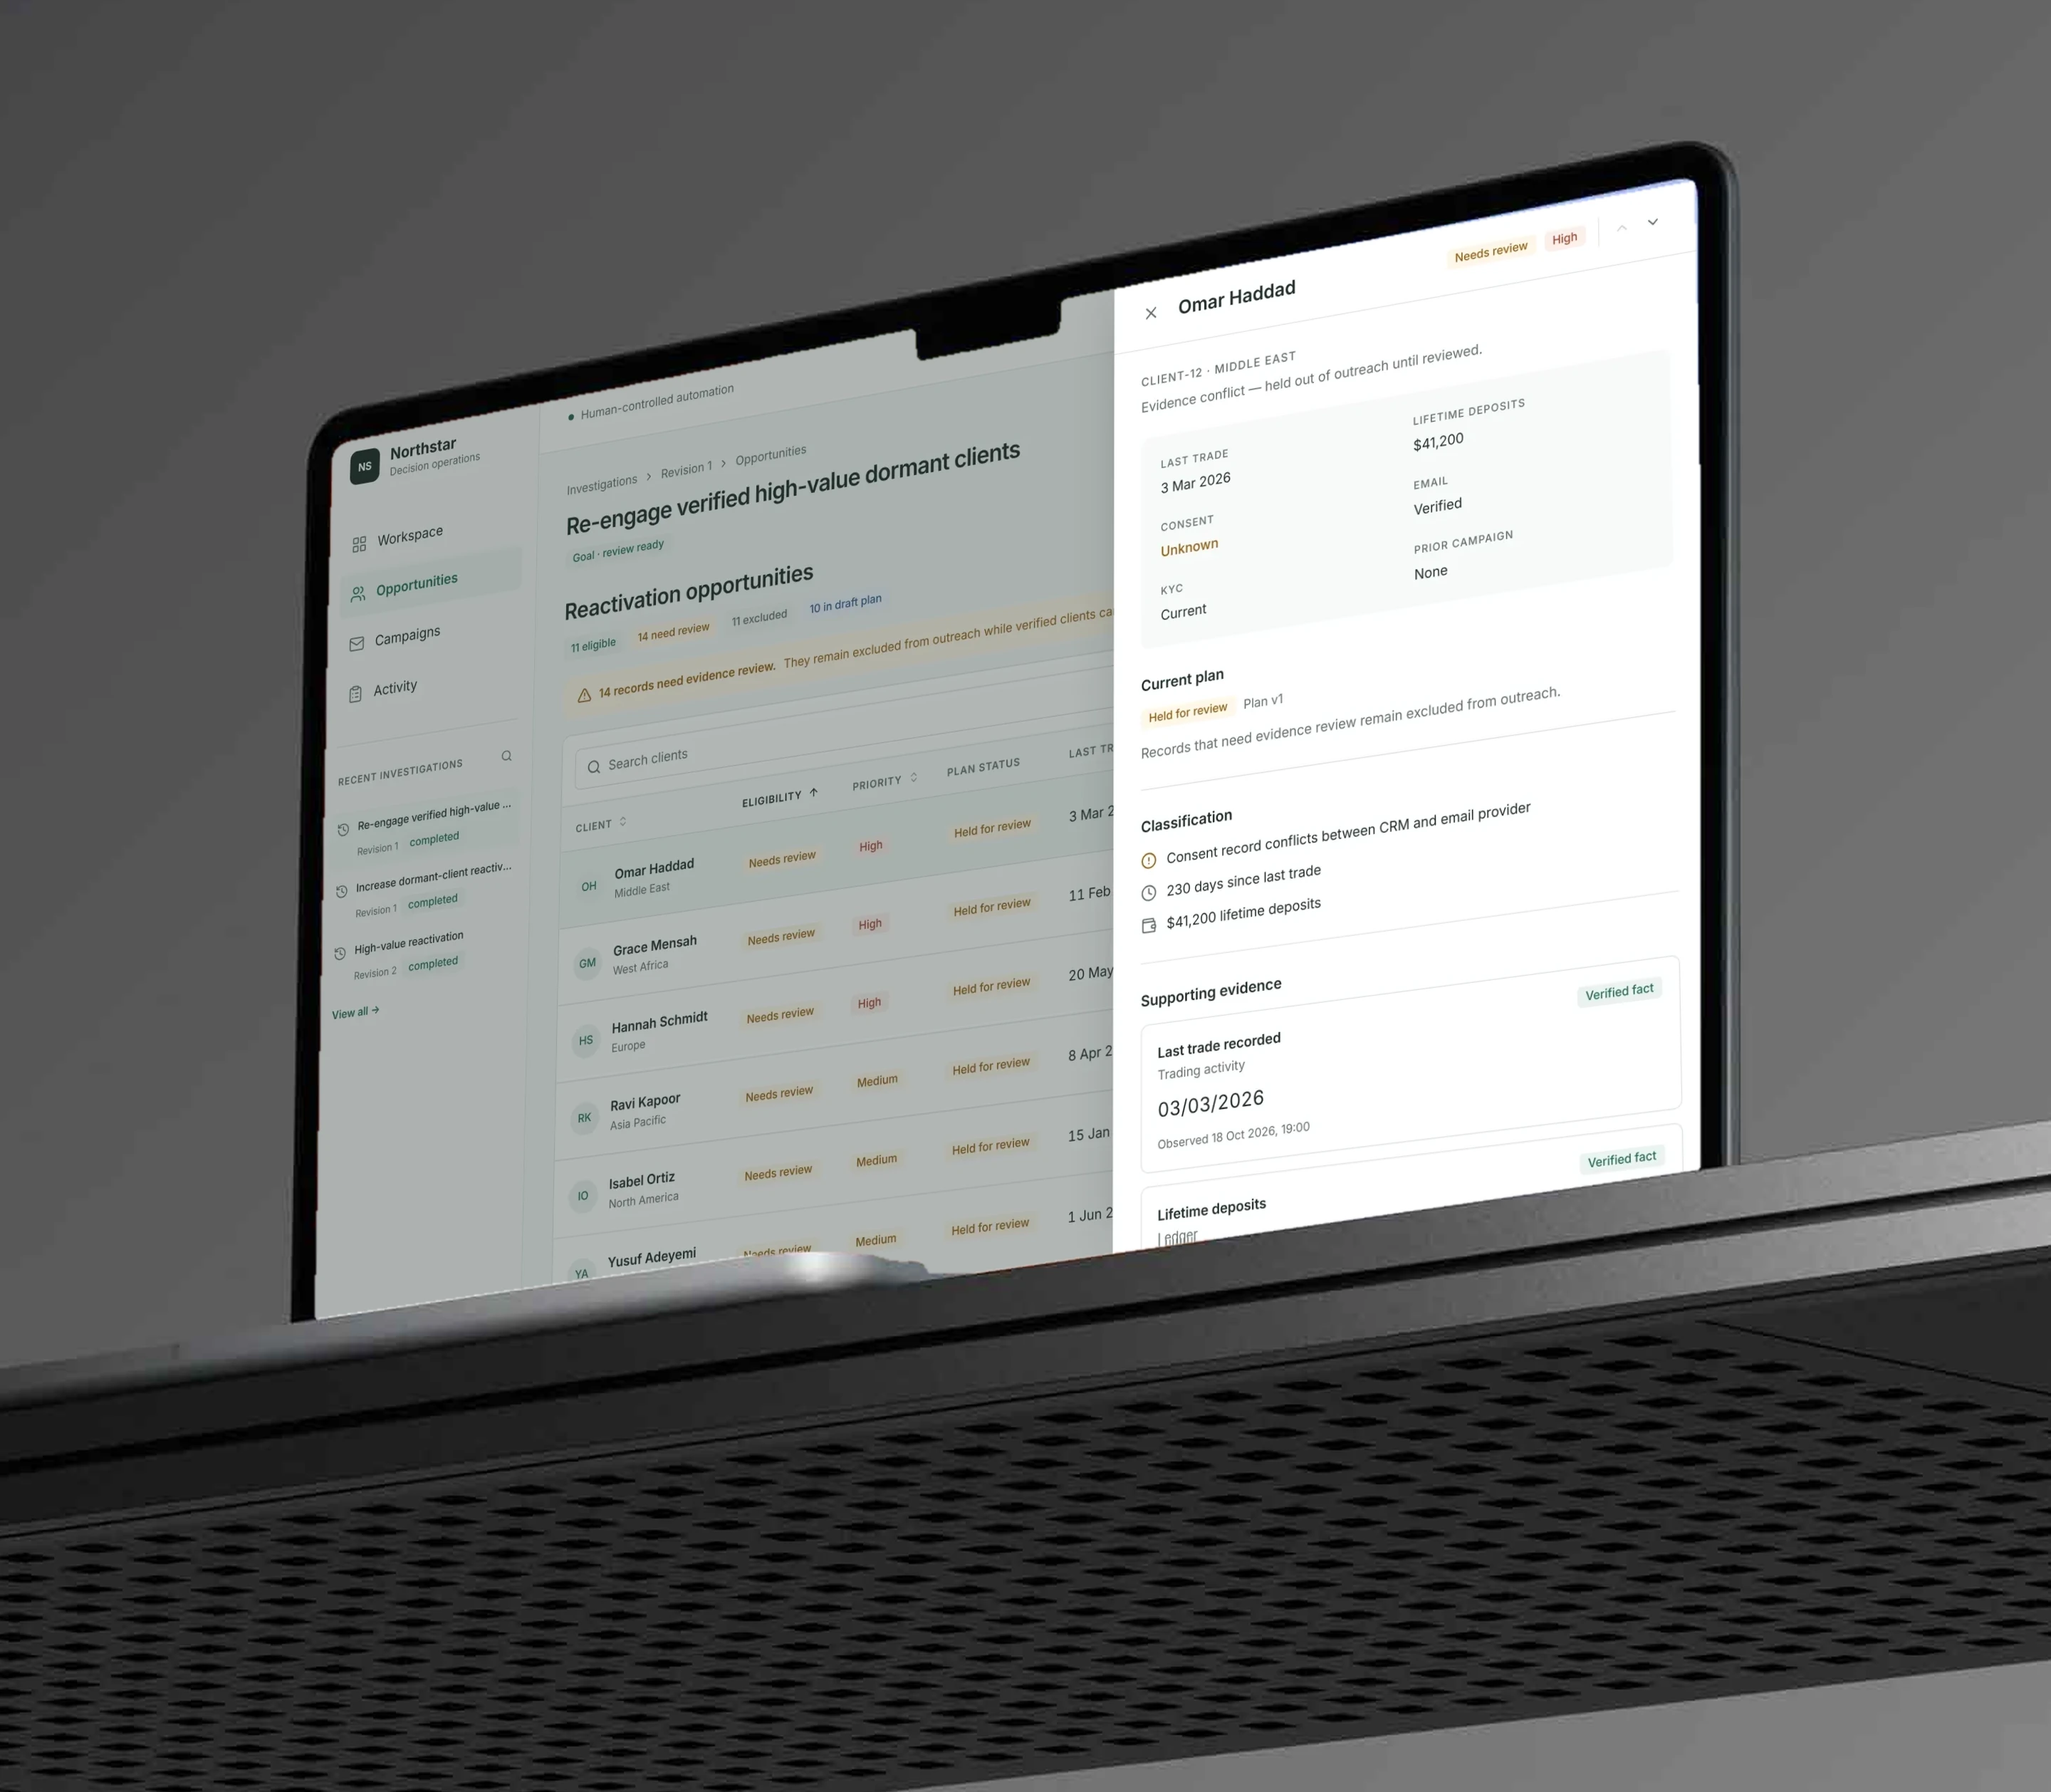 NS
Northstar
Decision operations
Workspace
Opportunities
Campaigns
Activity
RECENT INVESTIGATIONS
Re-engage verified high-value ...
Revision 1 completed
Increase dormant-client reactiv...
Revision 1 completed
High-value reactivation
Revision 2 completed
View all →
Human-controlled automation
Investigations > Revision 1 > Opportunities
Re-engage verified high-value dormant clients
Goal · review ready
Reactivation opportunities
11 eligible 14 need review 11 excluded 10 in draft plan
14 records need evidence review. They remain excluded from outreach while verified clients ca
Search clients
CLIENT ELIGIBILITY ↑ PRIORITY PLAN STATUS LAST TR
OH Omar Haddad Needs review High Held for review 3 Mar 2
Middle East
GM Grace Mensah Needs review High Held for review 11 Feb
West Africa
HS Hannah Schmidt Needs review High Held for review 20 May
Europe
RK Ravi Kapoor Needs review Medium Held for review 8 Apr 2
Asia Pacific
IO Isabel Ortiz Needs review Medium Held for review 15 Jan
North America
YA Yusuf Adeyemi Needs review Medium Held for review 1 Jun 2
Omar Haddad
Needs review High
CLIENT-12 · MIDDLE EAST
Evidence conflict — held out of outreach until reviewed.
LAST TRADE
3 Mar 2026
LIFETIME DEPOSITS
$41,200
CONSENT
Unknown
EMAIL
Verified
KYC
Current
PRIOR CAMPAIGN
None
Current plan
Held for review Plan v1
Records that need evidence review remain excluded from outreach.
Classification
Consent record conflicts between CRM and email provider
230 days since last trade
$41,200 lifetime deposits
Supporting evidence
Last trade recorded
Verified fact
Trading activity
03/03/2026
Observed 18 Oct 2026, 19:00
Lifetime deposits
Verified fact
Ledger